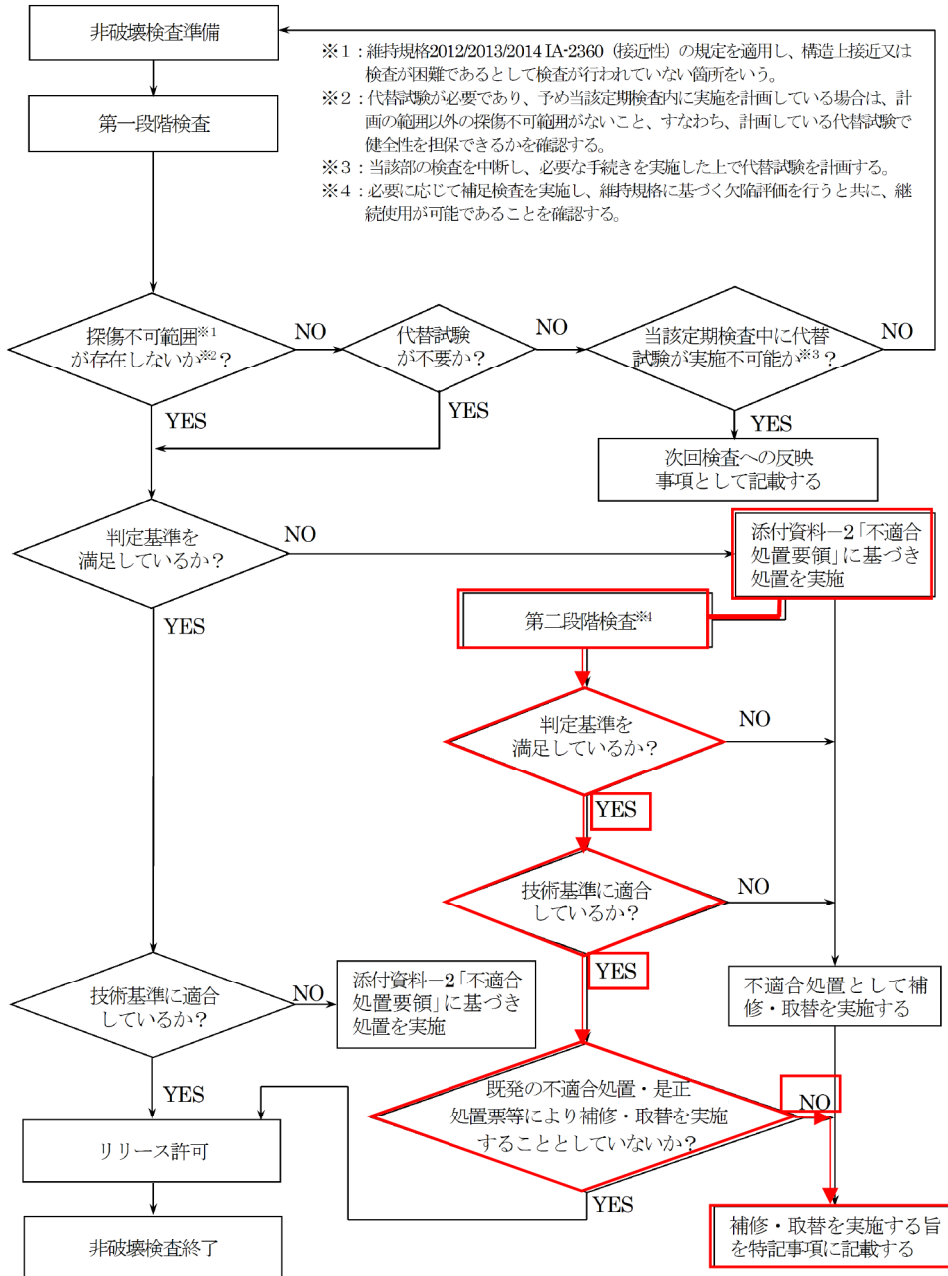 非破壊検査準備
※1：維持規格2012/2013/2014 IA-2360（接近性）の規定を適用し、構造上接近又は
検査が困難であるとして検査が行われていない箇所をいう。
※2：代替試験が必要であり、予め当該定期検査内に実施を計画している場合は、計
画の範囲以外の探傷不可範囲がないこと、すなわち、計画している代替試験で
健全性を担保できるかを確認する。
※3：当該部の検査を中断し、必要な手続きを実施した上で代替試験を計画する。
※4：必要に応じて補足検査を実施し、維持規格に基づく欠陥評価を行うと共に、継
続使用が可能であることを確認する。
第一段階検査
探傷不可範囲※1
が存在しないか※2？
NO
代替試験
が不要か？
NO
当該定期検査中に代替
試験が実施不可能か※3？
NO
YES
YES
YES
次回検査への反映
事項として記載する
判定基準を
満足しているか？
NO
添付資料－2「不適合
処置要領」に基づき
処置を実施
YES
第二段階検査※4
判定基準を
満足しているか？
NO
YES
技術基準に適合
しているか？
NO
YES
技術基準に適合
しているか？
NO
添付資料－2「不適合
処置要領」に基づき
処置を実施
不適合処置として補
修・取替を実施する
YES
既発の不適合処置・是正
処置票等により補修・取替を実施
することとしていないか？
NO
YES
リリース許可
補修・取替を実施する旨
を特記事項に記載する
非破壊検査終了